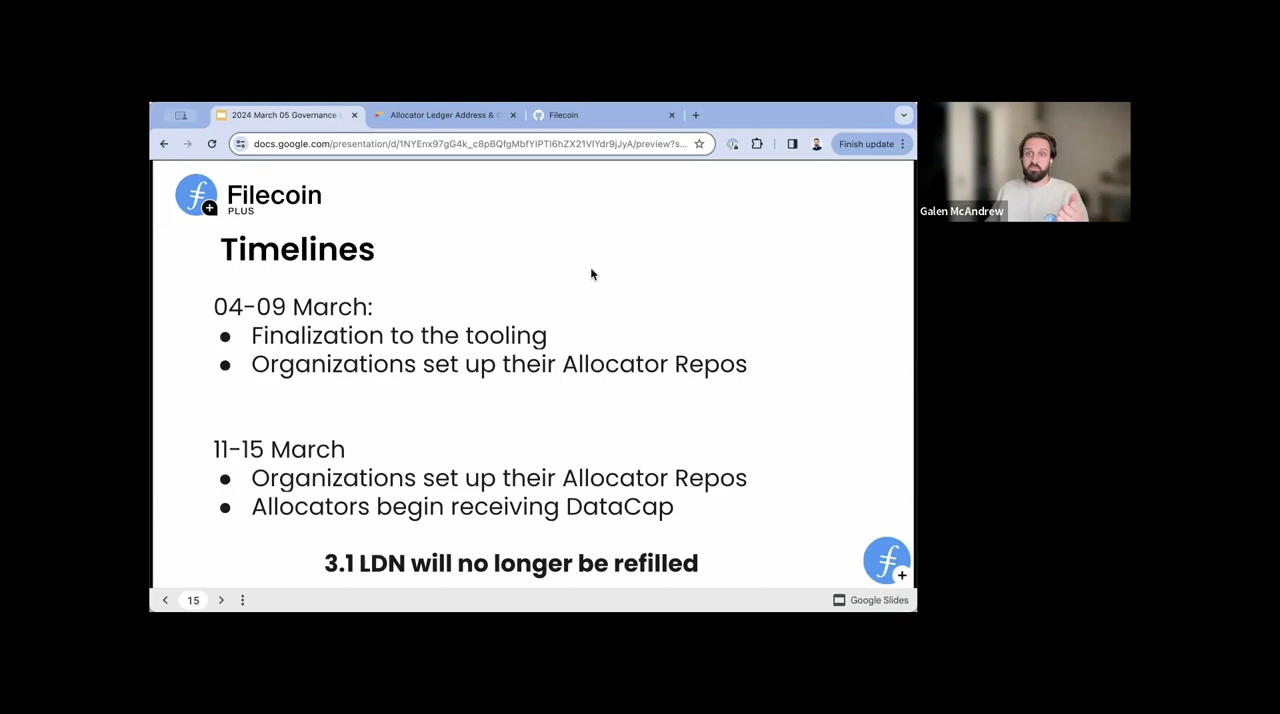 2024 March 05 Governance
Allocator Ledger Address &
Filecoin
docs.google.com/presentation/d/1NYEnx97gG4k_c8pBQfgMbfYIPTI6hZX21VIYdr9jJyA/preview?s...
Finish update
Filecoin
PLUS
Timelines
04-09 March:
● Finalization to the tooling
● Organizations set up their Allocator Repos
11-15 March
● Organizations set up their Allocator Repos
● Allocators begin receiving DataCap
3.1 LDN will no longer be refilled
15
Google Slides
Galen McAndrew